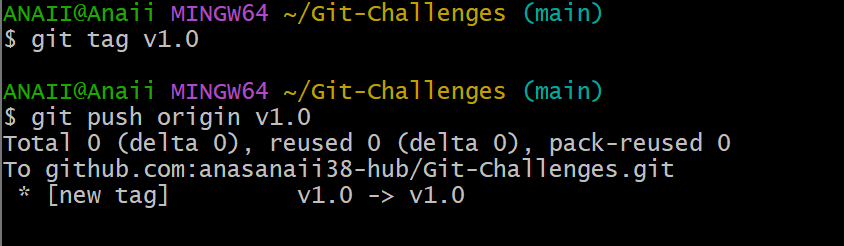 ANAII@Anaii MINGW64 ~/Git-Challenges (main)
$ git tag v1.0
ANAII@Anaii MINGW64 ~/Git-Challenges (main)
$ git push origin v1.0
Total 0 (delta 0), reused 0 (delta 0), pack-reused 0
To github.com:anasanaii38-hub/Git-Challenges.git
 * [new tag]         v1.0 -> v1.0